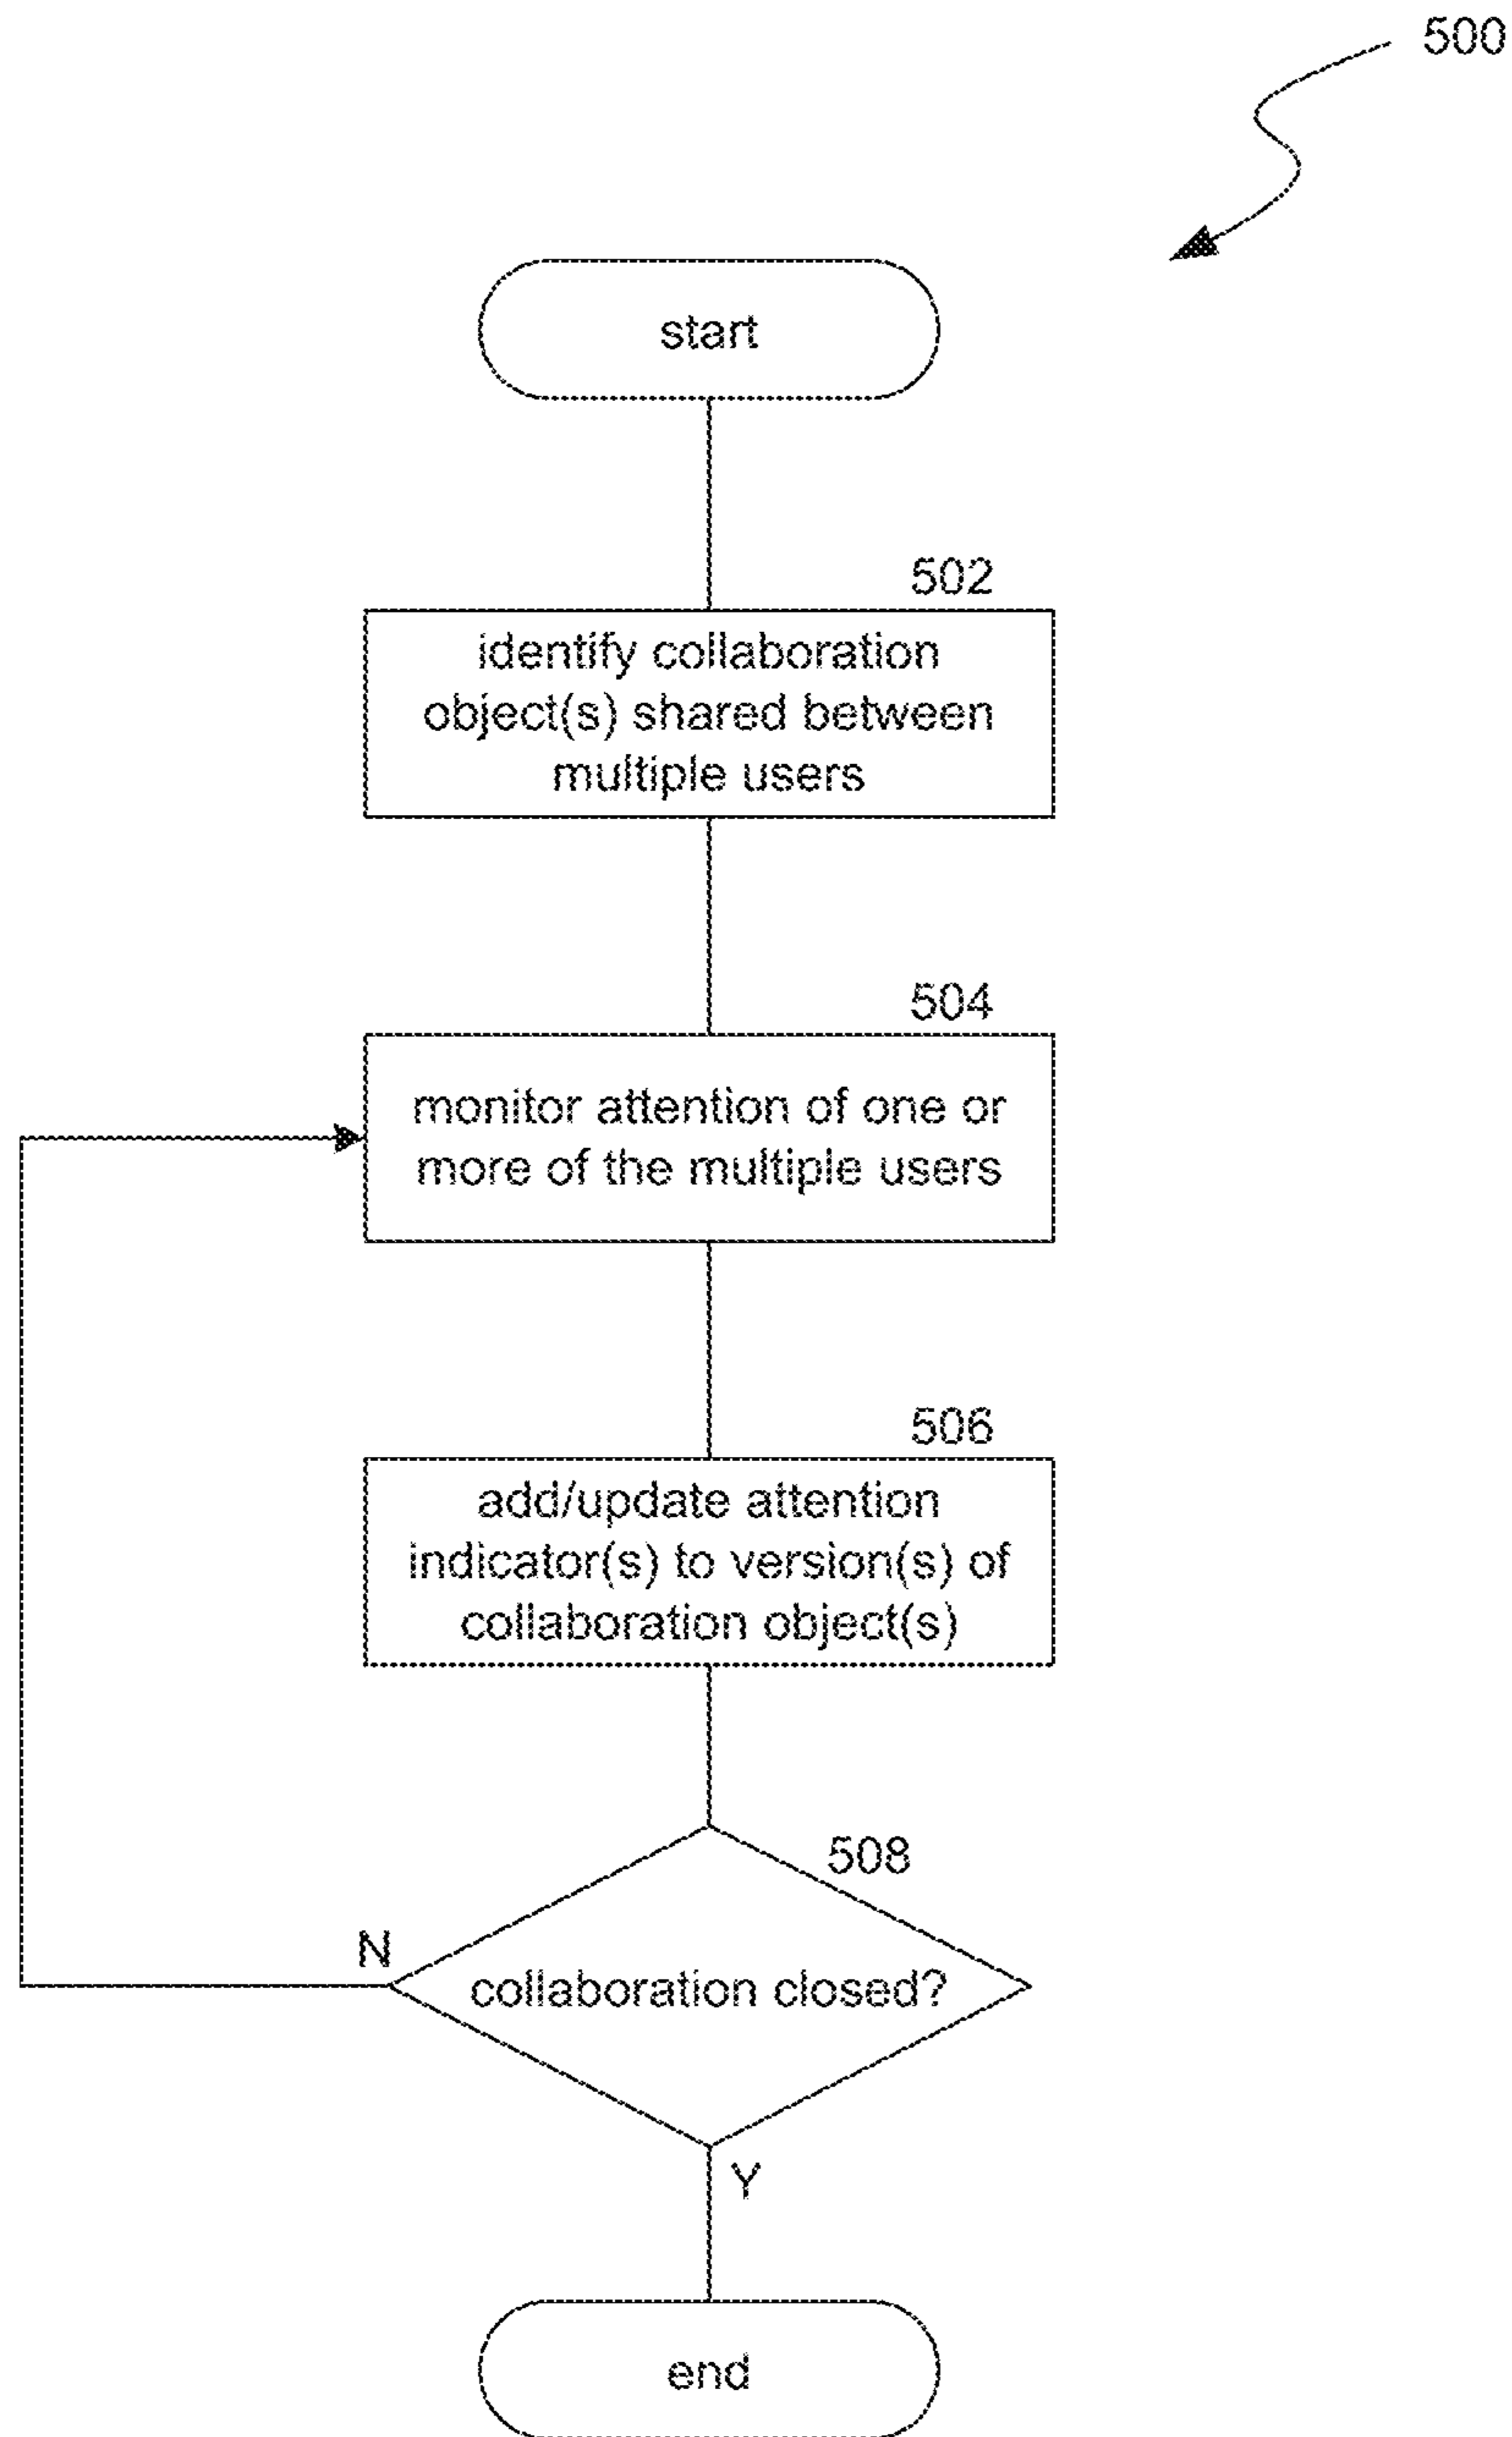 500
start
502
identify collaboration
object(s) shared between
multiple users
504
monitor attention of one or
more of the multiple users
506
add/update attention
indicator(s) to version(s) of
collaboration object(s)
508
N
collaboration closed?
Y
end